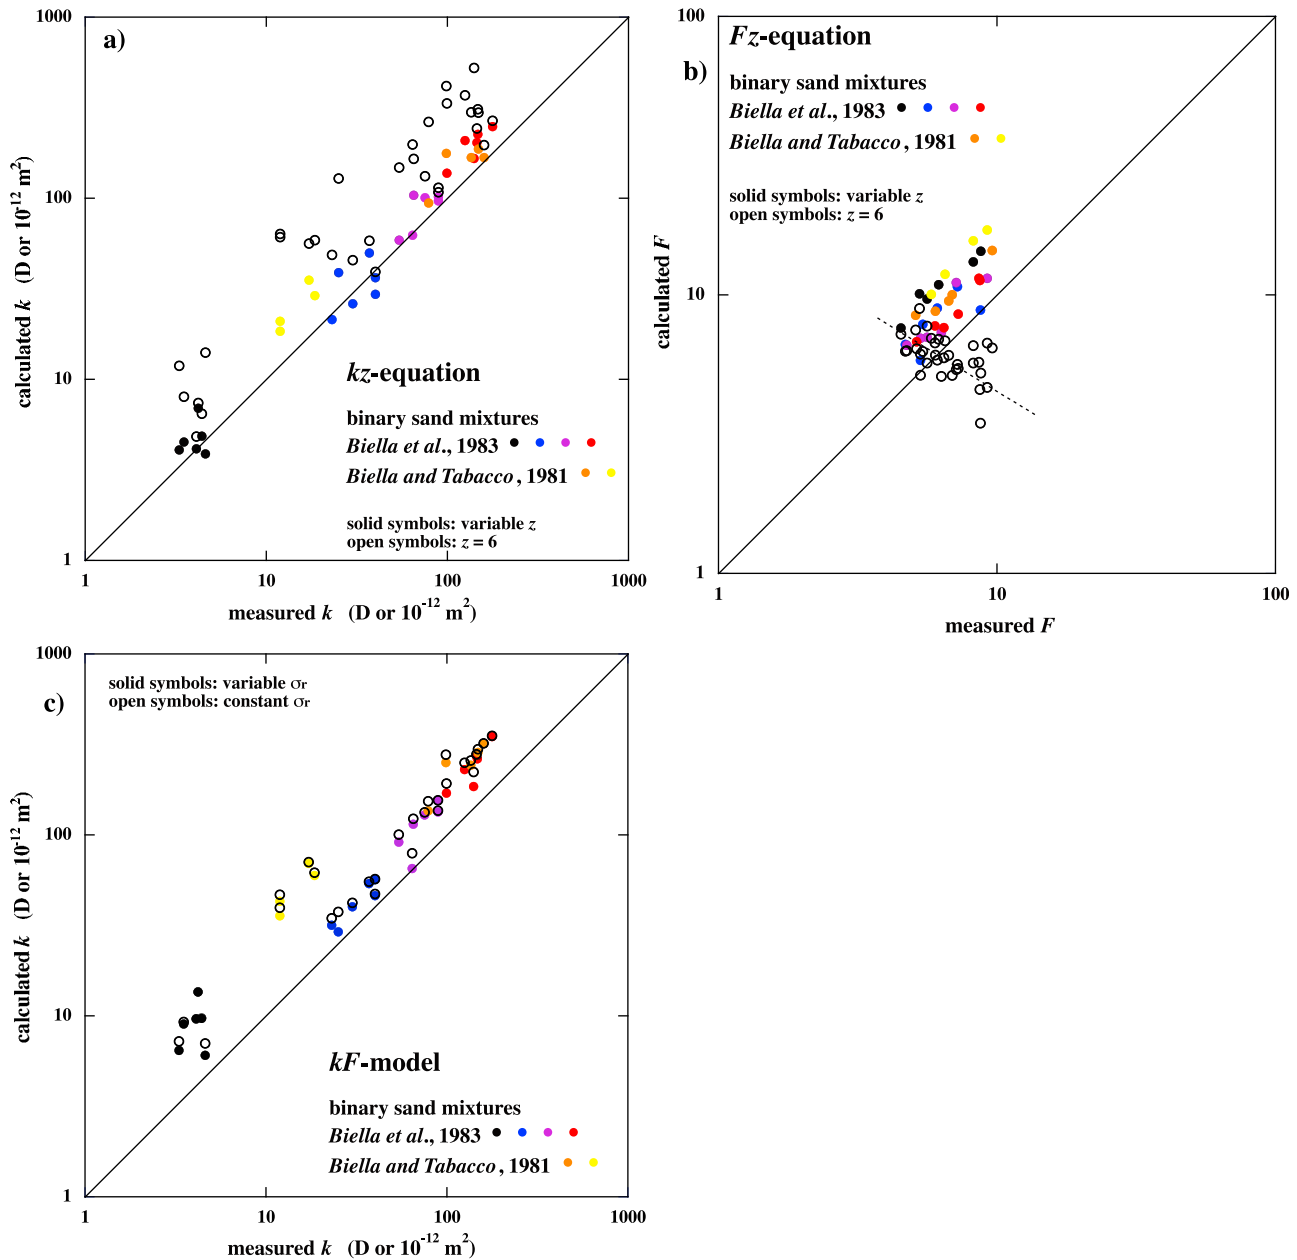 1000
a)
100
10
1
calculated k (D or 10⁻¹² m²)
kz-equation
binary sand mixtures
Biella et al., 1983
Biella and Tabacco, 1981
solid symbols: variable z
open symbols: z = 6
1 10 100 1000
measured k (D or 10⁻¹² m²)
100
b)
10
1
calculated F
Fz-equation
binary sand mixtures
Biella et al., 1983
Biella and Tabacco, 1981
solid symbols: variable z
open symbols: z = 6
1 10 100
measured F
1000
c)
100
10
1
calculated k (D or 10⁻¹² m²)
solid symbols: variable σr
open symbols: constant σr
kF-model
binary sand mixtures
Biella et al., 1983
Biella and Tabacco, 1981
1 10 100 1000
measured k (D or 10⁻¹² m²)